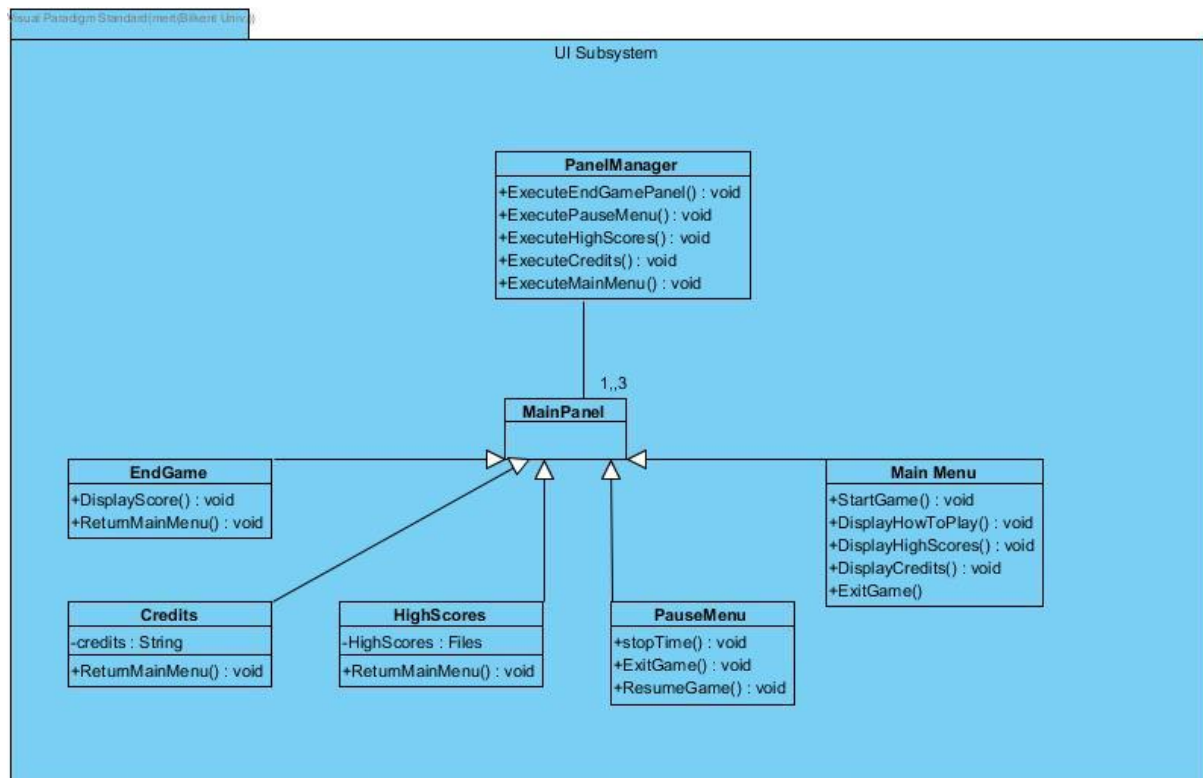 Visual Paradigm Standard(mert(Bilkent Univ.))
UI Subsystem
PanelManager
+ExecuteEndGamePanel() : void
+ExecutePauseMenu() : void
+ExecuteHighScores() : void
+ExecuteCredits() : void
+ExecuteMainMenu() : void
1,,3
MainPanel
EndGame
+DisplayScore() : void
+ReturnMainMenu() : void
Main Menu
+StartGame() : void
+DisplayHowToPlay() : void
+DisplayHighScores() : void
+DisplayCredits() : void
+ExitGame()
Credits
-credits : String
+ReturnMainMenu() : void
HighScores
-HighScores : Files
+ReturnMainMenu() : void
PauseMenu
+stopTime() : void
+ExitGame() : void
+ResumeGame() : void